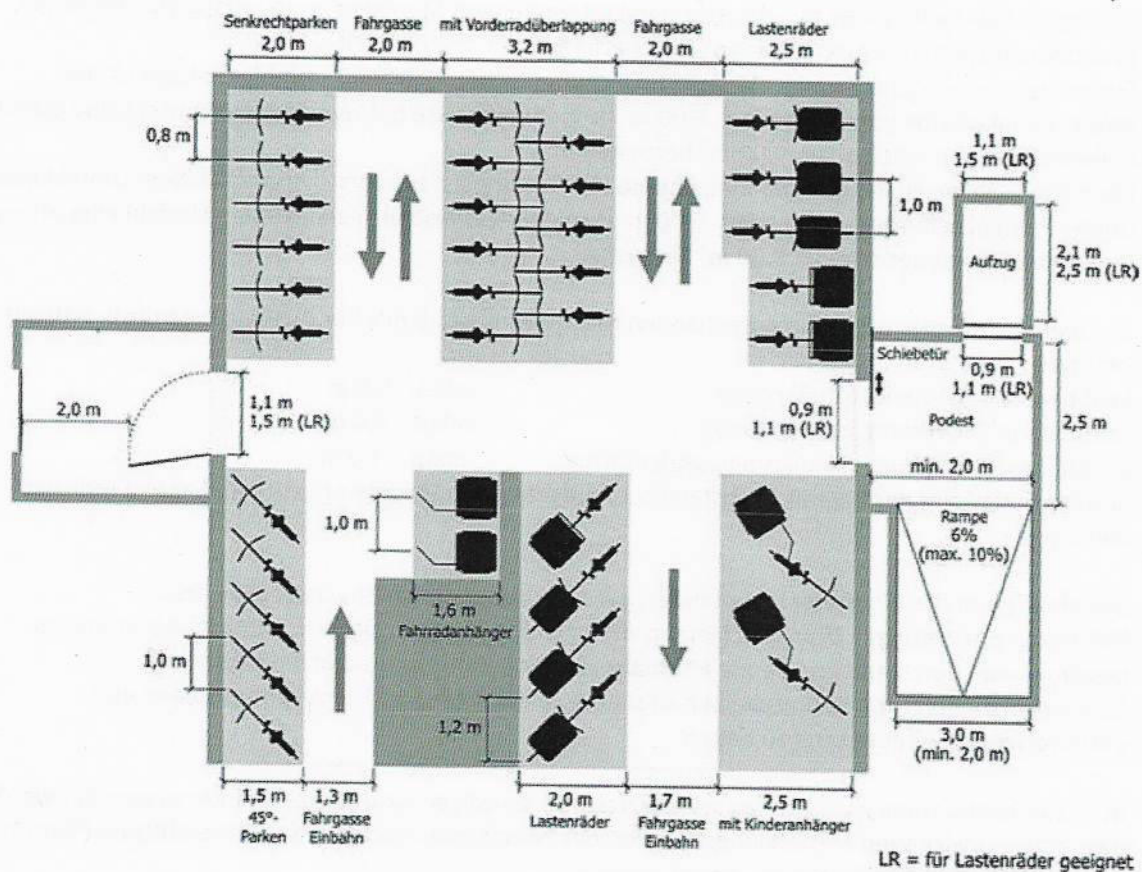 Senkrechtparken
2,0 m
Fahrgasse
2,0 m
mit Vorderradüberlappung
3,2 m
Fahrgasse
2,0 m
Lastenräder
2,5 m
0,8 m
1,0 m
1,1 m
1,5 m (LR)
Aufzug
2,1 m
2,5 m (LR)
Schiebetür
0,9 m
1,1 m (LR)
2,0 m
1,1 m
1,5 m (LR)
0,9 m
1,1 m (LR)
Podest
2,5 m
min. 2,0 m
1,0 m
1,6 m
Fahrradanhänger
Rampe
6%
(max. 10%)
1,0 m
1,2 m
3,0 m
(min. 2,0 m)
1,5 m
45°-
Parken
1,3 m
Fahrgasse
Einbahn
2,0 m
Lastenräder
1,7 m
Fahrgasse
Einbahn
2,5 m
mit Kinderanhänger
LR = für Lastenräder geeignet